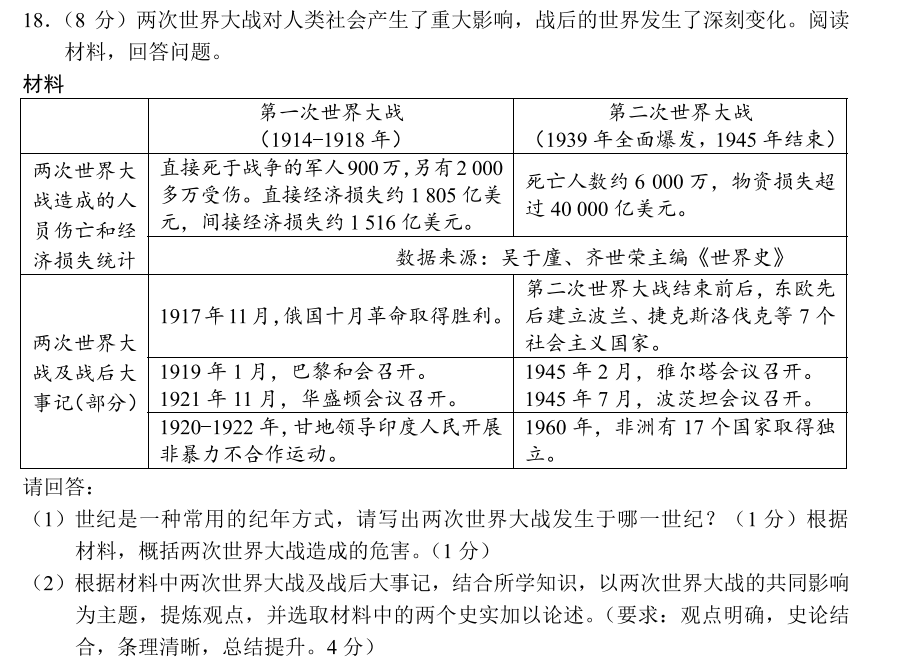 18.（8 分）两次世界大战对人类社会产生了重大影响，战后的世界发生了深刻变化。阅读
材料，回答问题。
材料
第一次世界大战
（1914-1918 年）
第二次世界大战
（1939 年全面爆发，1945 年结束）
两次世界大
战造成的人
员伤亡和经
济损失统计
直接死于战争的军人 900 万，另有 2 000
多万受伤。直接经济损失约 1 805 亿美
元，间接经济损失约 1 516 亿美元。
死亡人数约 6 000 万，物资损失超
过 40 000 亿美元。
数据来源：吴于廑、齐世荣主编《世界史》
两次世界大
战及战后大
事记（部分）
1917 年 11 月，俄国十月革命取得胜利。
第二次世界大战结束前后，东欧先
后建立波兰、捷克斯洛伐克等 7 个
社会主义国家。
1919 年 1 月，巴黎和会召开。
1921 年 11 月，华盛顿会议召开。
1945 年 2 月，雅尔塔会议召开。
1945 年 7 月，波茨坦会议召开。
1920-1922 年，甘地领导印度人民开展
非暴力不合作运动。
1960 年，非洲有 17 个国家取得独
立。
请回答：
（1）世纪是一种常用的纪年方式，请写出两次世界大战发生于哪一世纪？（1 分）根据
材料，概括两次世界大战造成的危害。（1 分）
（2）根据材料中两次世界大战及战后大事记，结合所学知识，以两次世界大战的共同影响
为主题，提炼观点，并选取材料中的两个史实加以论述。（要求：观点明确，史论结
合，条理清晰，总结提升。4 分）